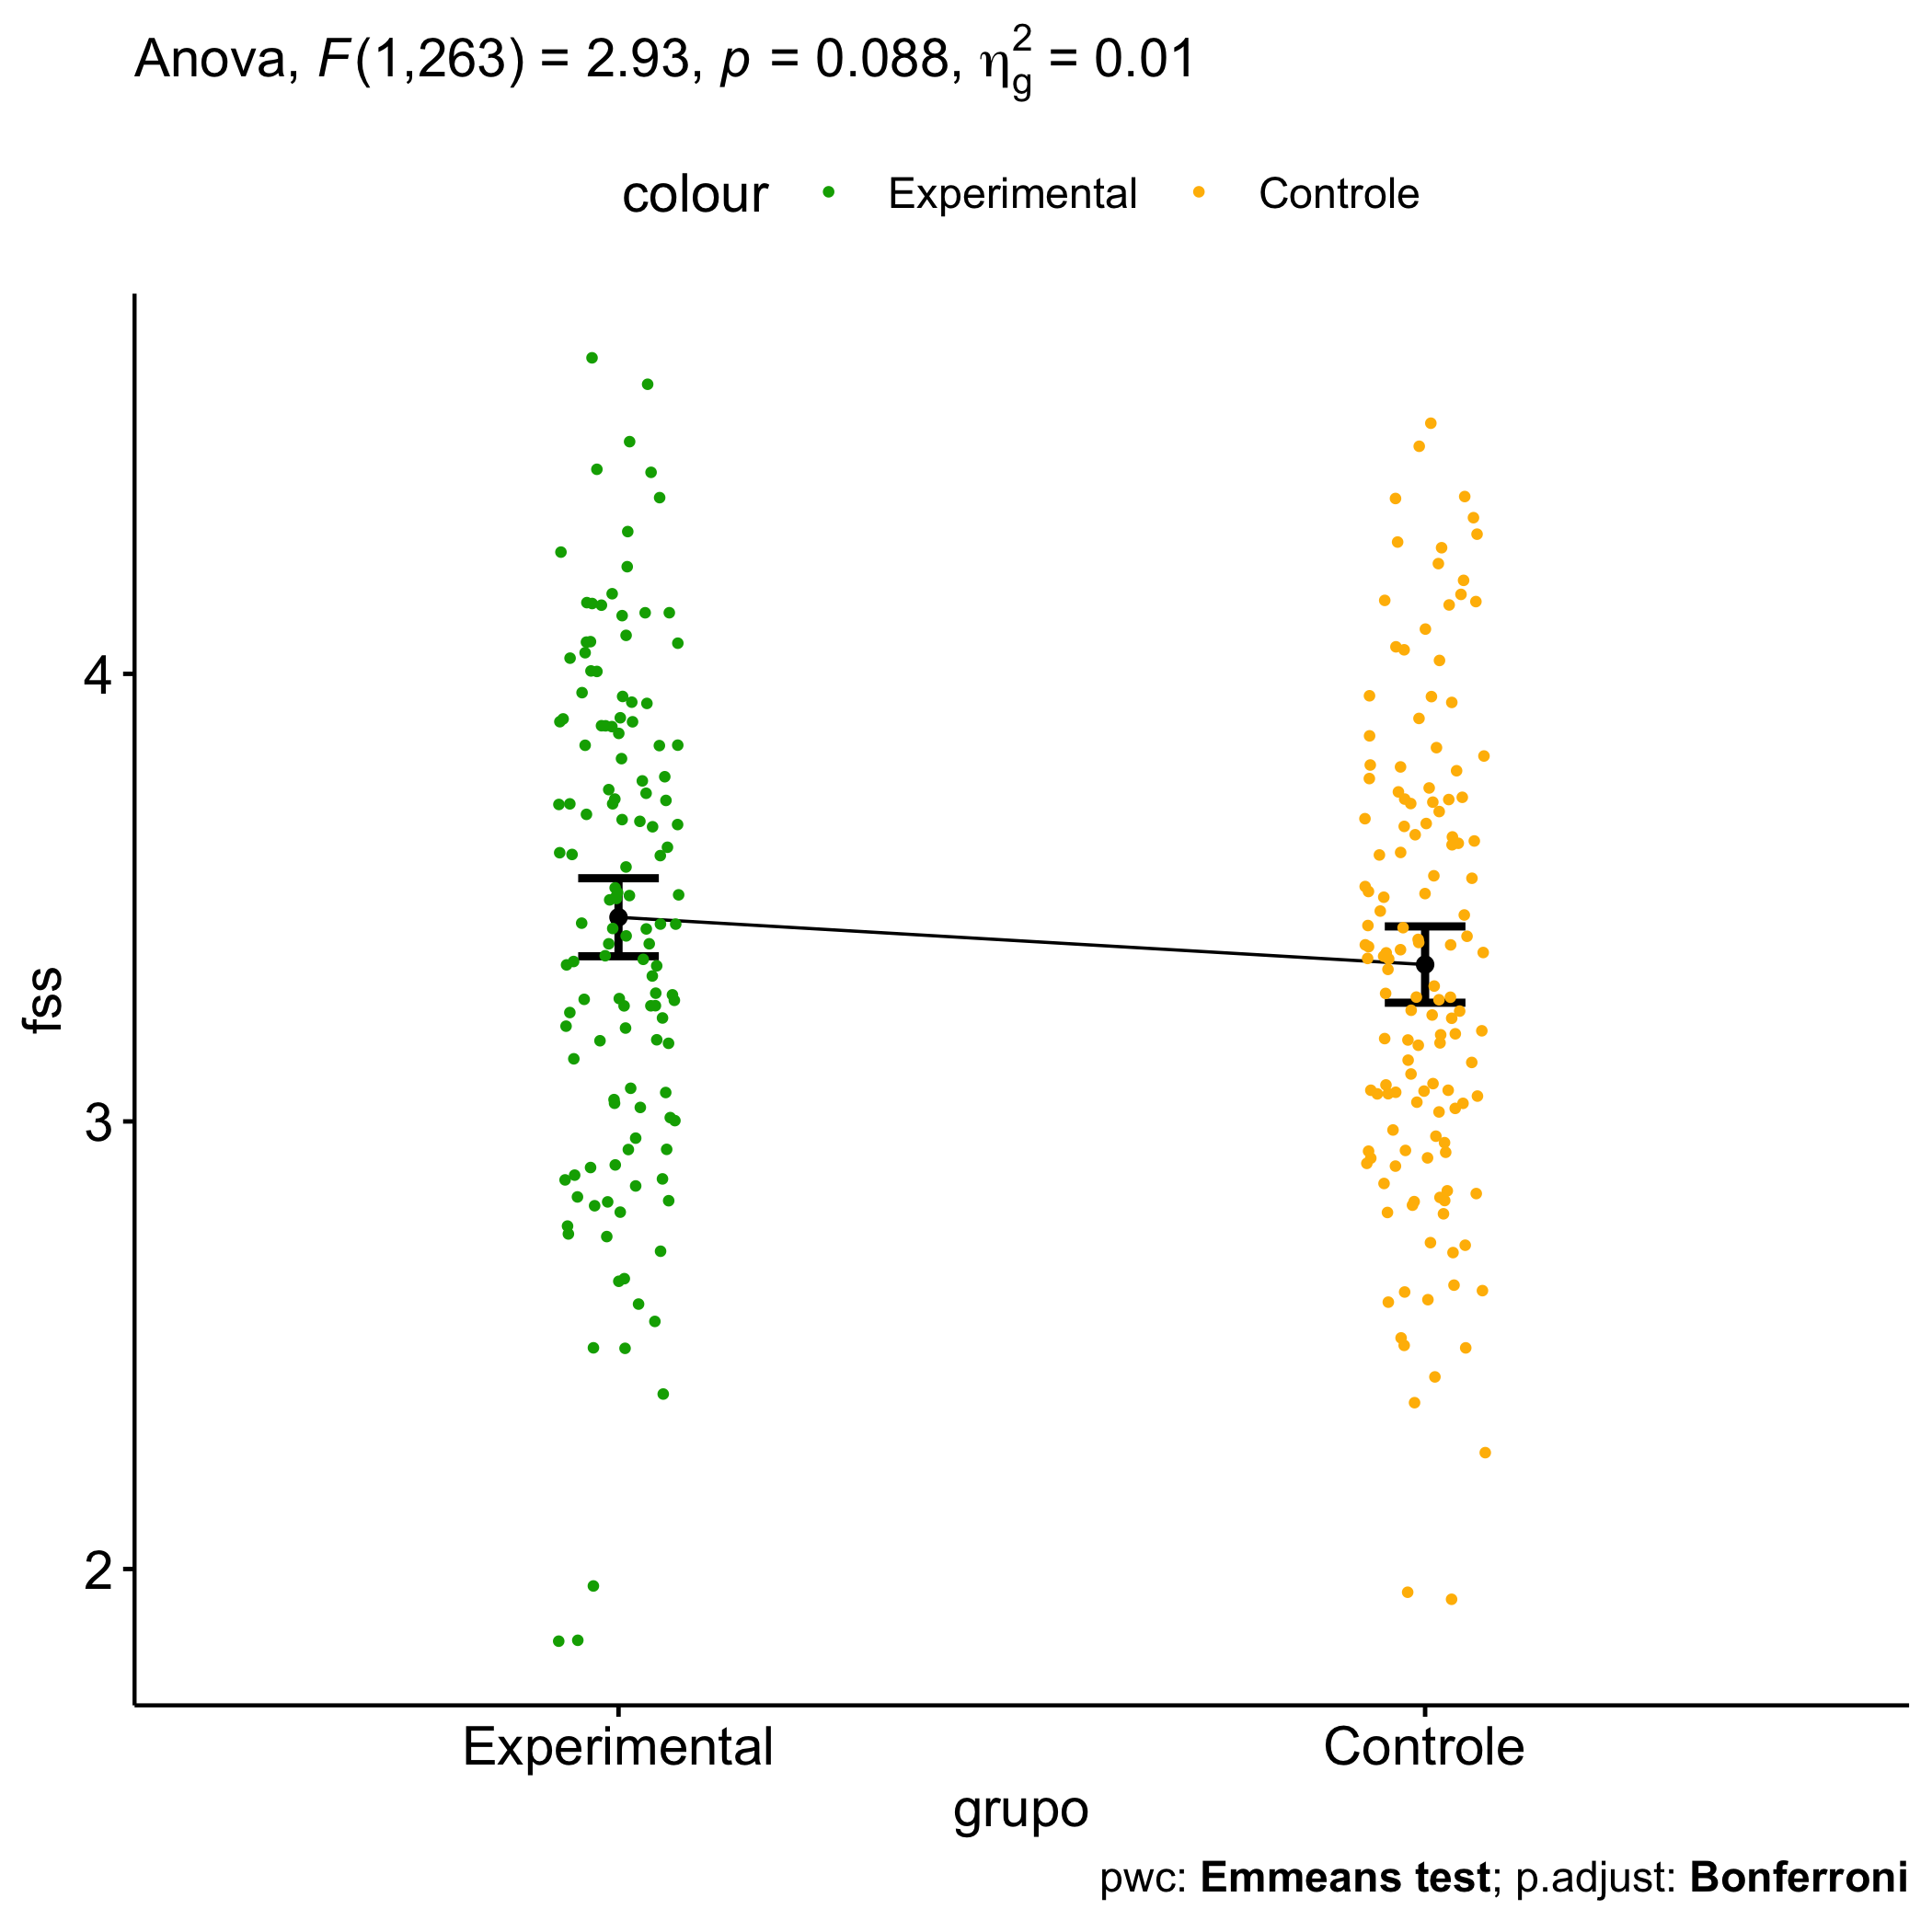 Anova, F(1,263) = 2.93, p = 0.088, η²g = 0.01
colour Experimental Controle
fss
4
3
2
Experimental Controle
grupo
pwc: Emmeans test; p.adjust: Bonferroni